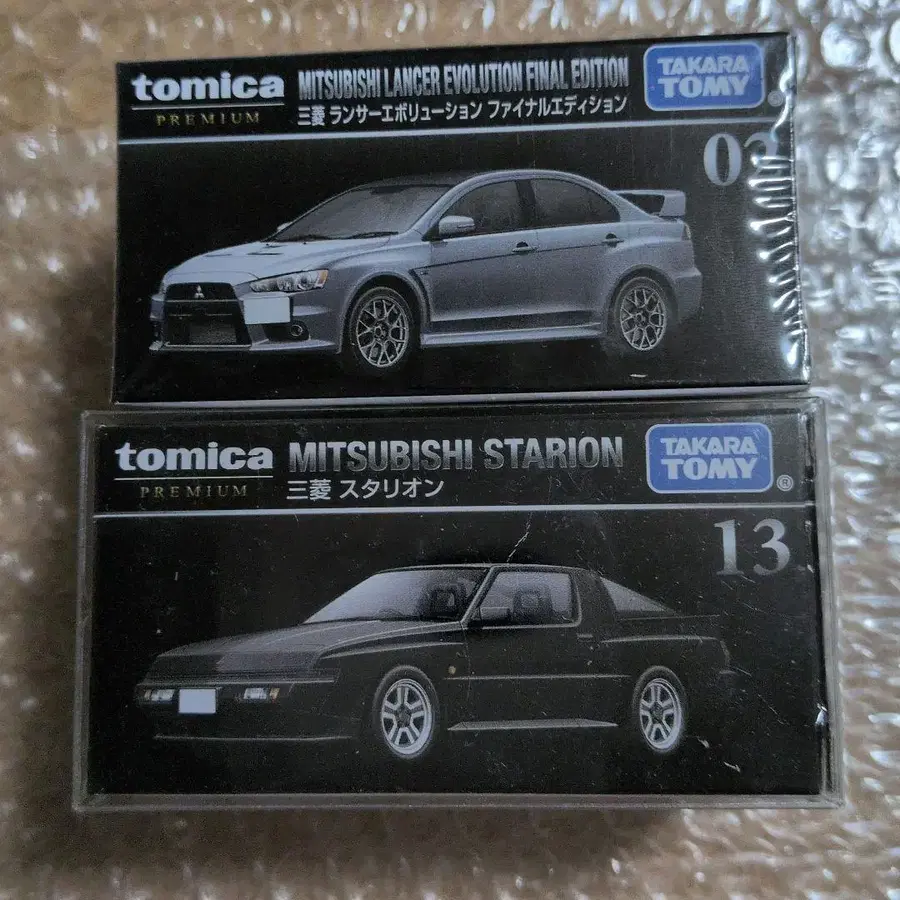 tomica
PREMIUM
MITSUBISHI LANCER EVOLUTION FINAL EDITION
三菱 ランサーエボリューション ファイナルエディション
TAKARA
TOMY
tomica
PREMIUM
MITSUBISHI STARION
三菱 スタリオン
TAKARA
TOMY
®
13